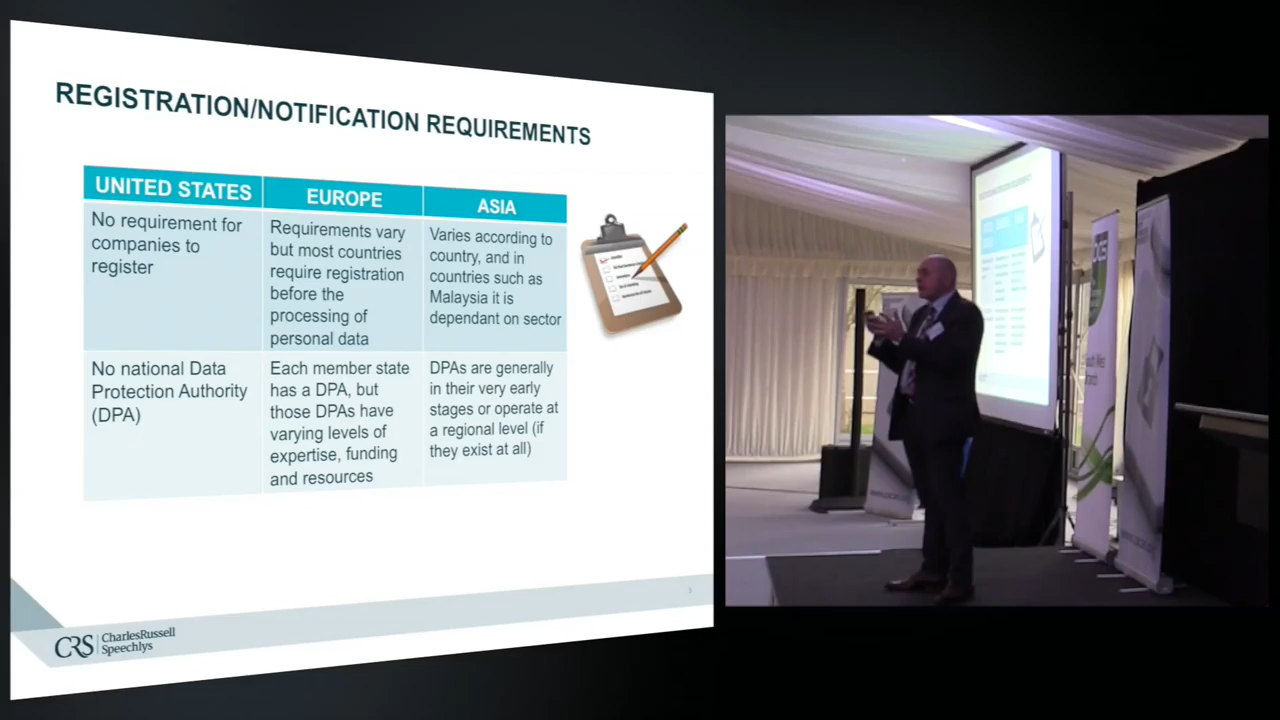 REGISTRATION/NOTIFICATION REQUIREMENTS
UNITED STATES
EUROPE
ASIA
No requirement for
companies to
register
Requirements vary
but most countries
require registration
before the
processing of
personal data
Varies according to
country, and in
countries such as
Malaysia it is
dependant on sector
No national Data
Protection Authority
(DPA)
Each member state
has a DPA, but
those DPAs have
varying levels of
expertise, funding
and resources
DPAs are generally
in their very early
stages or operate at
a regional level (if
they exist at all)
CRS
CharlesRussell
Speechlys
South West